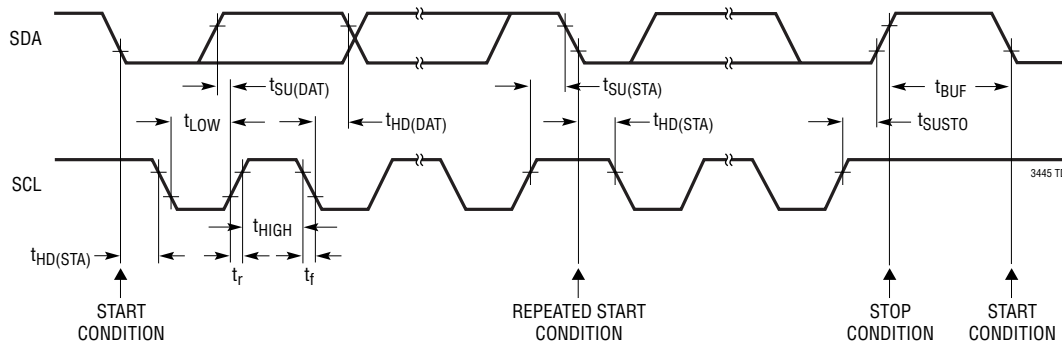 SDA
tSU(DAT)
tSU(STA)
tBUF
tLOW
tHD(DAT)
tHD(STA)
tSUSTO
SCL
3445 TD
tHIGH
tHD(STA)
tr
tf
START
CONDITION
REPEATED START
CONDITION
STOP
CONDITION
START
CONDITION